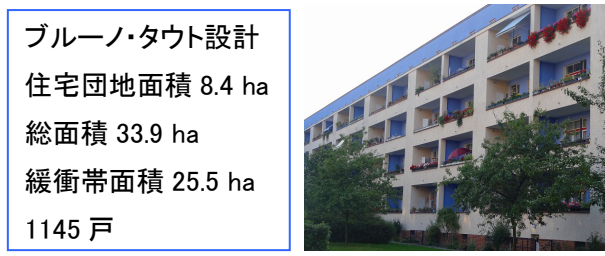 ブルーノ・タウト設計
住宅団地面積 8.4 ha
総面積 33.9 ha
緩衝帯面積 25.5 ha
1145 戸